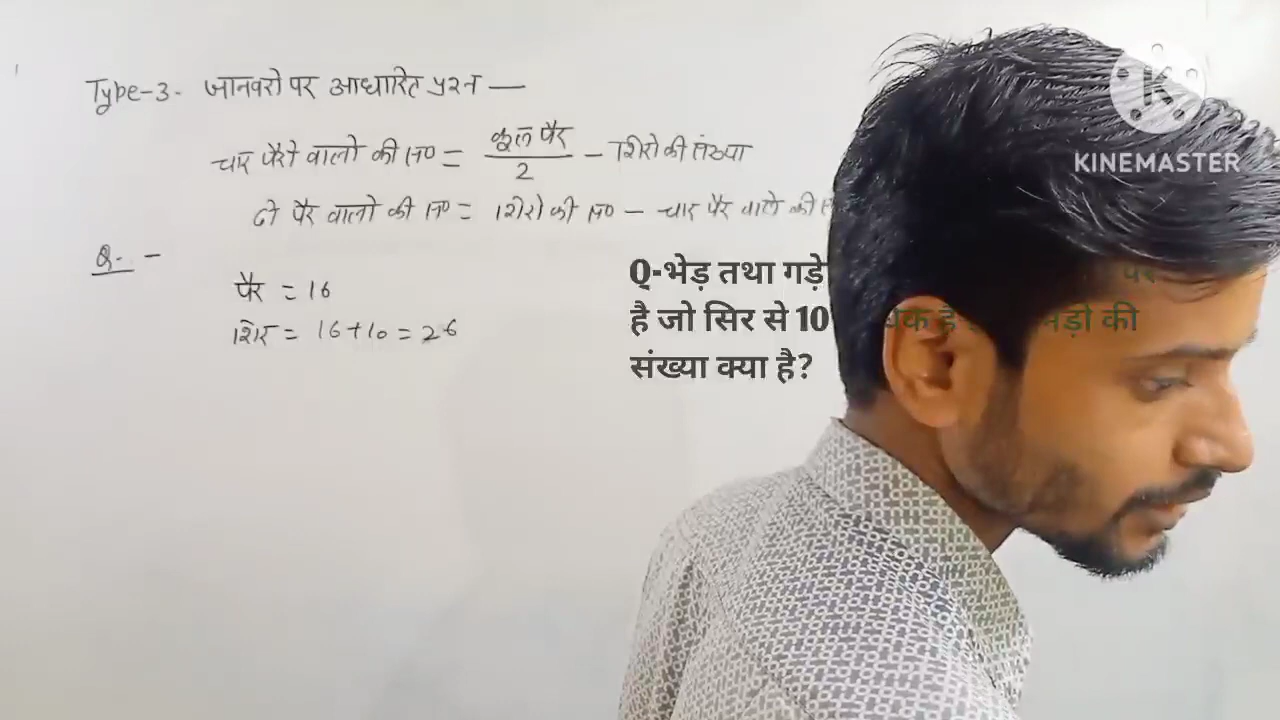 Type-3- जानवरो पर आधारित प्रश्न —
चार पैरो वालो की सं० = कुल पैर / 2 – शिरो की संख्या
दो पैर वालो की सं० = शिरो की सं० – चार पैर वालो की
Q. –
पैर = 16
शिर = 16+10 = 26
Q-भेड़ तथा गड़े पैर
है जो सिर से 10 की
संख्या क्या है?
KINEMASTER